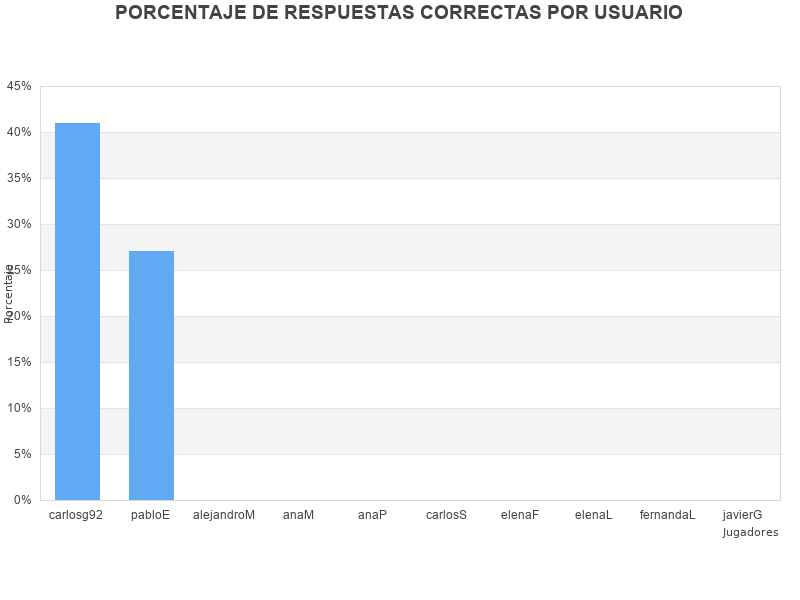 PORCENTAJE DE RESPUESTAS CORRECTAS POR USUARIO
45%
40%
35%
30%
25%
20%
15%
10%
5%
0%
Porcentaje
carlosg92 pabloE alejandroM anaM anaP carlosS elenaF elenaL fernandaL javierG
Jugadores